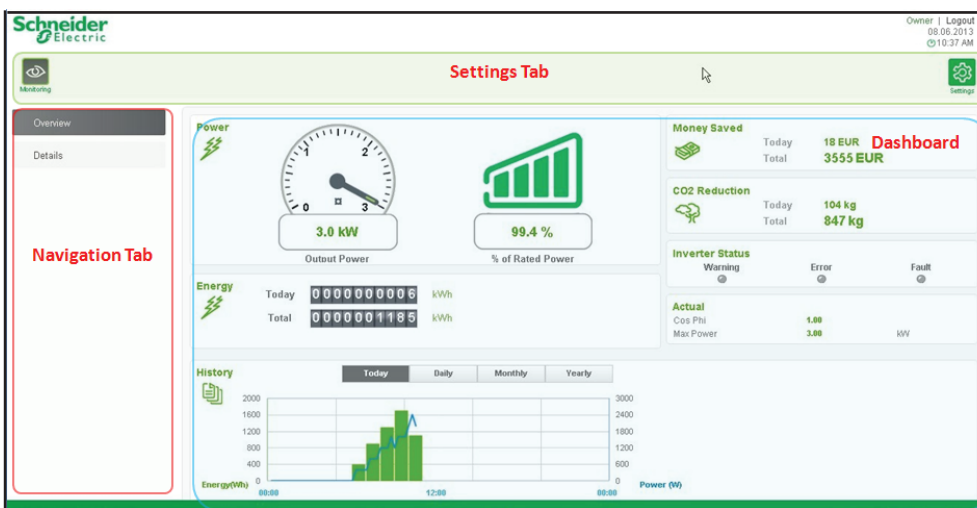 Schneider
Electric
Owner | Logout
08.06.2013
10:37 AM
Monitoring
Settings Tab
Settings
Overview
Details
Navigation Tab
Power
1
2
0
3
3.0 kW
Output Power
99.4 %
% of Rated Power
Energy
Today 0000000006 kWh
Total 0000001185 kWh
Money Saved
Today 18 EUR
Total 3555 EUR
Dashboard
CO2 Reduction
Today 104 kg
Total 847 kg
Inverter Status
Warning Error Fault
Actual
Cos Phi 1.00
Max Power 3.00 kW
History
Today Daily Monthly Yearly
2000 3000
1600 2400
1200 1800
800 1200
400 600
Energy(Wh) 0 0 Power (W)
00:00 12:00 00:00